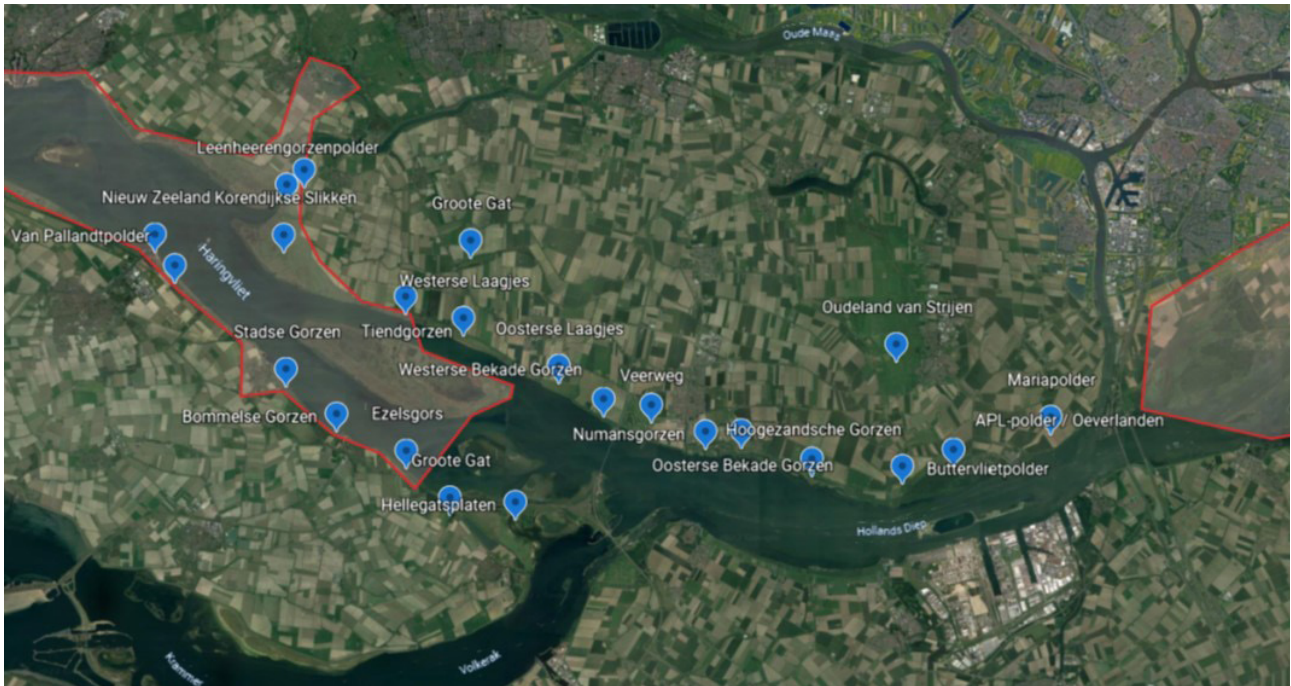 Oude Maas
Leenheerengorzenpolder
Nieuw Zeeland Korendijkse Slikken
Groote Gat
Van Pallandtpolder
Haringvliet
Westerse Laagjes
Oudeland van Strijen
Stadse Gorzen
Tiendgorzen
Oosterse Laagjes
Westerse Bekade Gorzen
Veerweg
Mariapolder
Bommelse Gorzen
Ezelsgors
Numansgorzen
Hoogezandsche Gorzen
APL-polder / Oeverlanden
Groote Gat
Oosterse Bekade Gorzen
Buttervlietpolder
Hellegatsplaten
Hollands Diep
Krammer
Volkerak